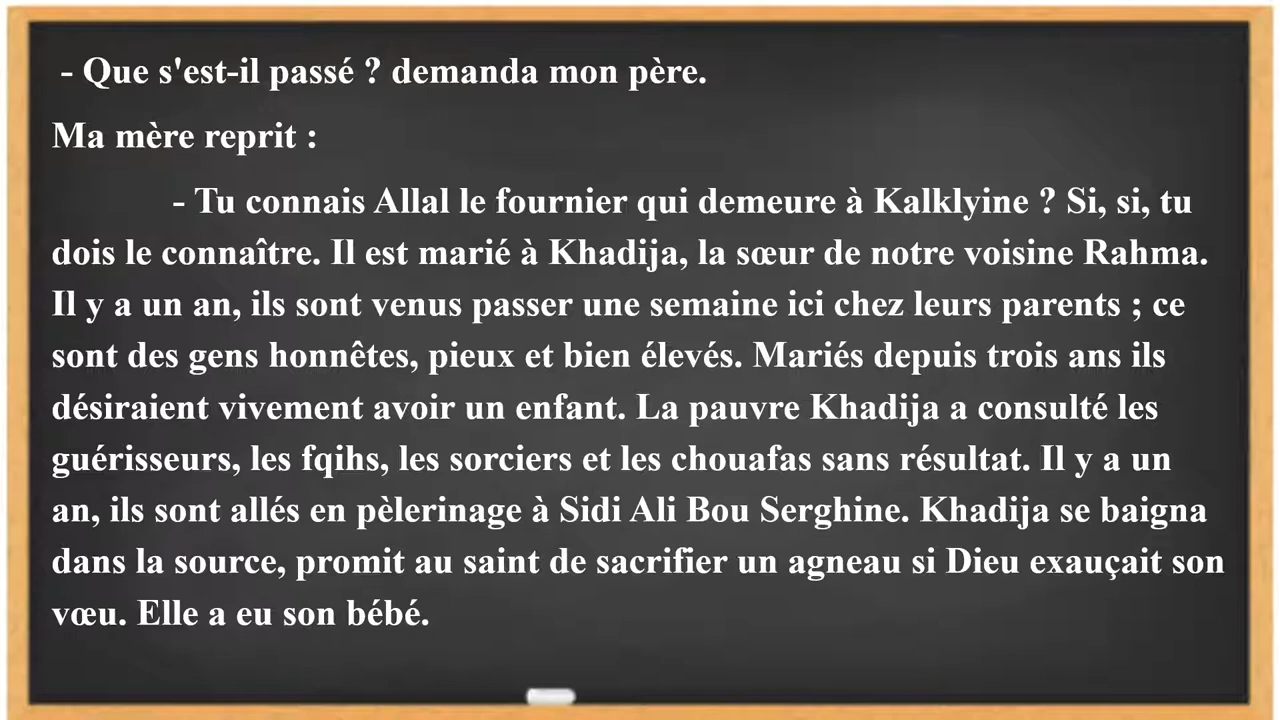 - Que s'est-il passé ? demanda mon père.
Ma mère reprit :
- Tu connais Allal le fournier qui demeure à Kalklyine ? Si, si, tu
dois le connaître. Il est marié à Khadija, la sœur de notre voisine Rahma.
Il y a un an, ils sont venus passer une semaine ici chez leurs parents ; ce
sont des gens honnêtes, pieux et bien élevés. Mariés depuis trois ans ils
désiraient vivement avoir un enfant. La pauvre Khadija a consulté les
guérisseurs, les fqihs, les sorciers et les chouafas sans résultat. Il y a un
an, ils sont allés en pèlerinage à Sidi Ali Bou Serghine. Khadija se baigna
dans la source, promit au saint de sacrifier un agneau si Dieu exauçait son
vœu. Elle a eu son bébé.